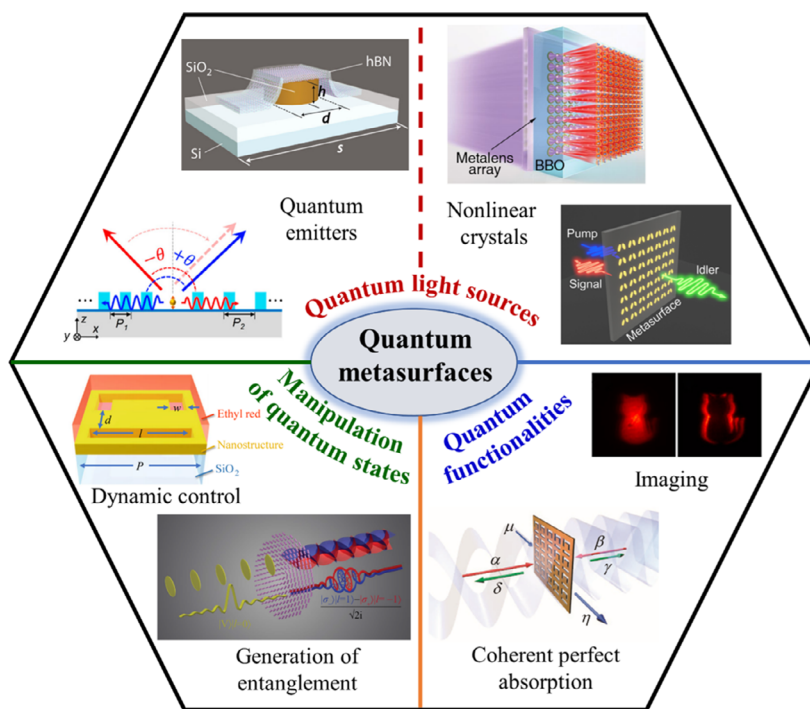 SiO₂
hBN
h
d
s
Si
Metalens
array
BBO
Quantum
emitters
Nonlinear
crystals
Pump
Signal
Idler
Metasurface
−θ
+θ
...
...
P₁
P₂
z
y
x
Quantum light sources
Quantum
metasurfaces
Manipulation
of quantum states
Quantum
functionalities
w
d
l
P
Ethyl red
Nanostructure
SiO₂
Dynamic control
Imaging
√2i
Generation of
entanglement
μ
α
β
γ
δ
η
Coherent perfect
absorption